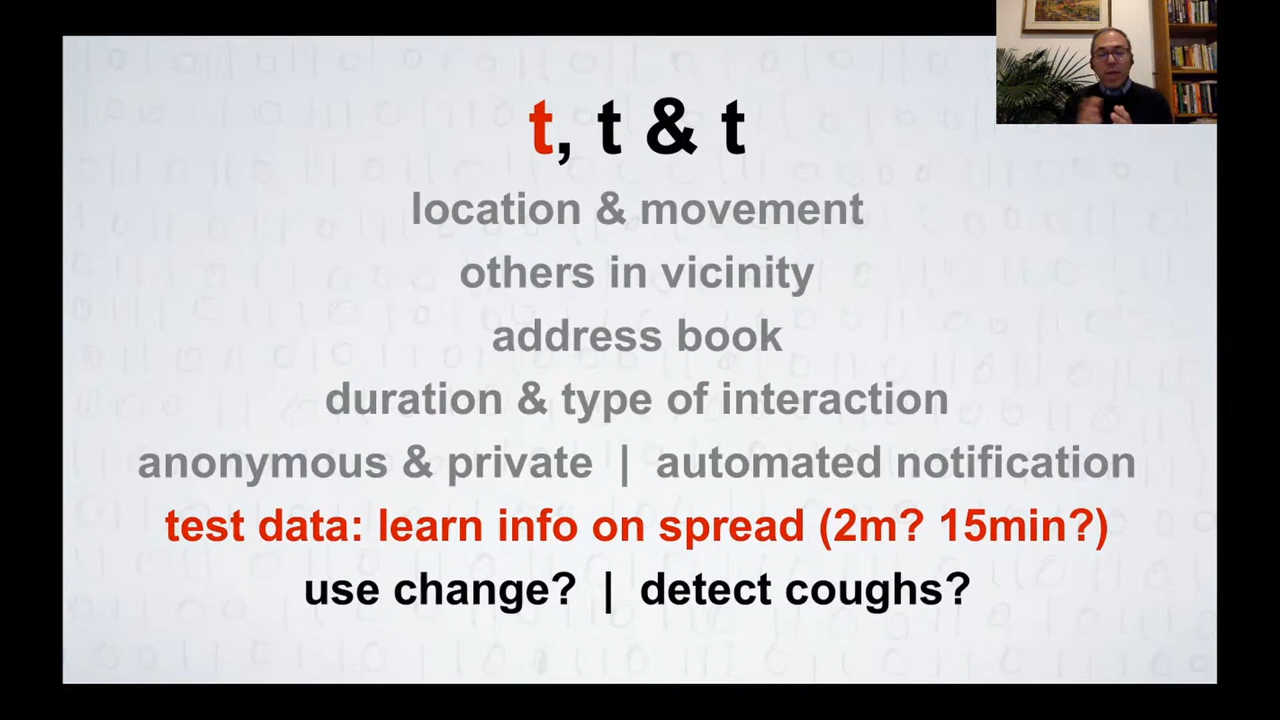 t, t & t
location & movement
others in vicinity
address book
duration & type of interaction
anonymous & private | automated notification
test data: learn info on spread (2m? 15min?)
use change? | detect coughs?